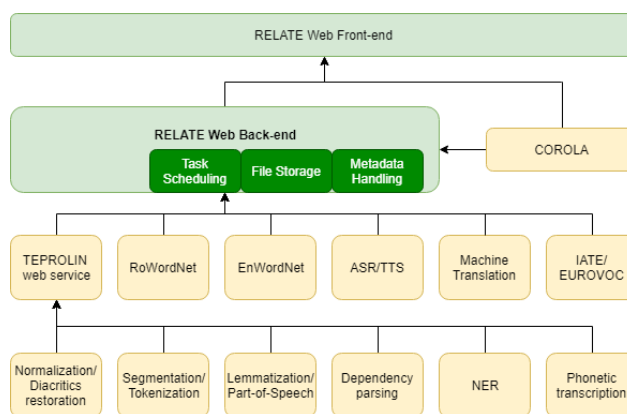 RELATE Web Front-end
RELATE Web Back-end
Task
Scheduling
File Storage
Metadata
Handling
COROLA
TEPROLIN
web service
RoWordNet
EnWordNet
ASR/TTS
Machine
Translation
IATE/
EUROVOC
Normalization/
Diacritics
restoration
Segmentation/
Tokenization
Lemmatization/
Part-of-Speech
Dependency
parsing
NER
Phonetic
transcription